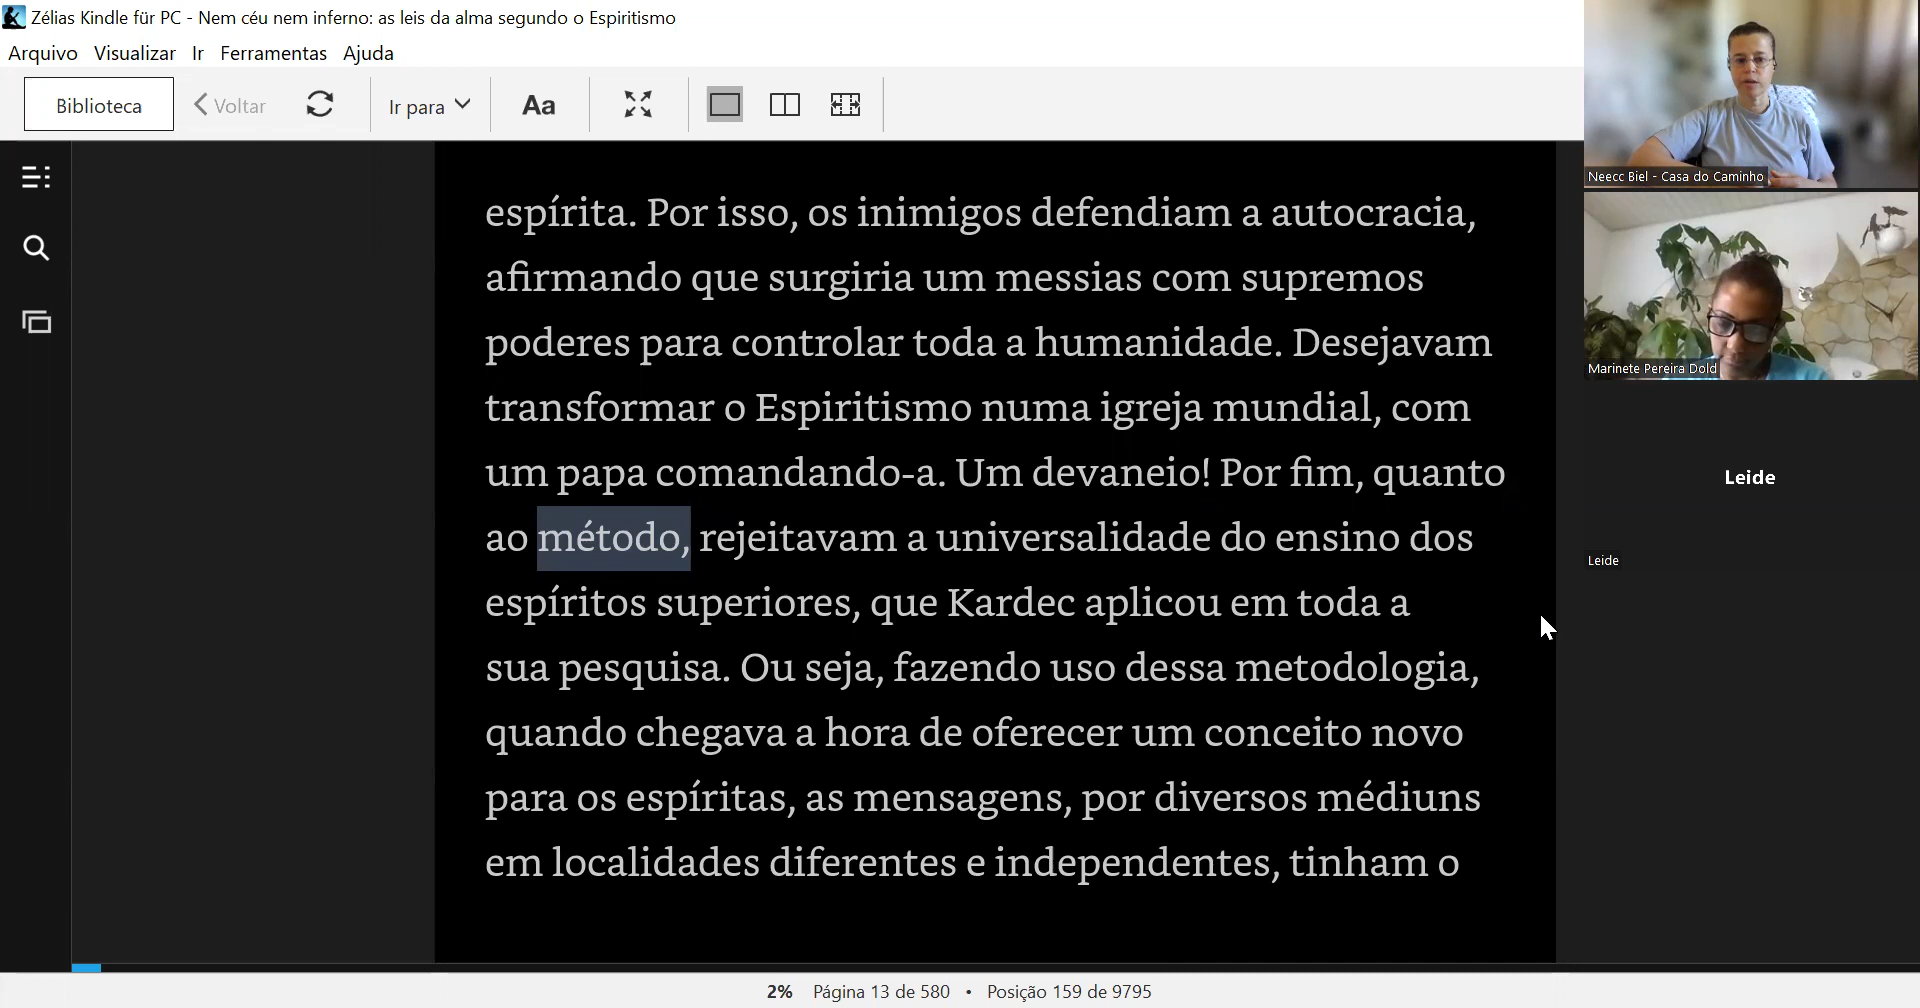 Zélias Kindle für PC - Nem céu nem inferno: as leis da alma segundo o Espiritismo
Arquivo Visualizar Ir Ferramentas Ajuda
Biblioteca Voltar Ir para Aa
espírita. Por isso, os inimigos defendiam a autocracia,
afirmando que surgiria um messias com supremos
poderes para controlar toda a humanidade. Desejavam
transformar o Espiritismo numa igreja mundial, com
um papa comandando-a. Um devaneio! Por fim, quanto
ao método, rejeitavam a universalidade do ensino dos
espíritos superiores, que Kardec aplicou em toda a
sua pesquisa. Ou seja, fazendo uso dessa metodologia,
quando chegava a hora de oferecer um conceito novo
para os espíritas, as mensagens, por diversos médiuns
em localidades diferentes e independentes, tinham o
2% Página 13 de 580 • Posição 159 de 9795
Neecc Biel - Casa do Caminho
Marinete Pereira Dold
Leide
Leide